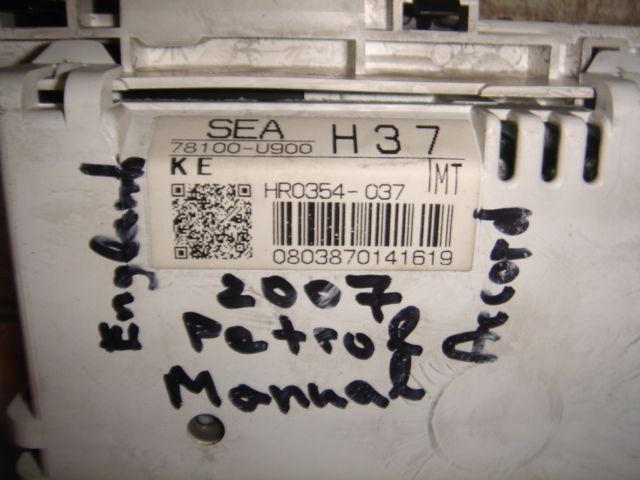 SEA
78100-U900
H37
KE
MT
HR0354-037
0803870141619
England
2007
Petrol
Manual
Accord